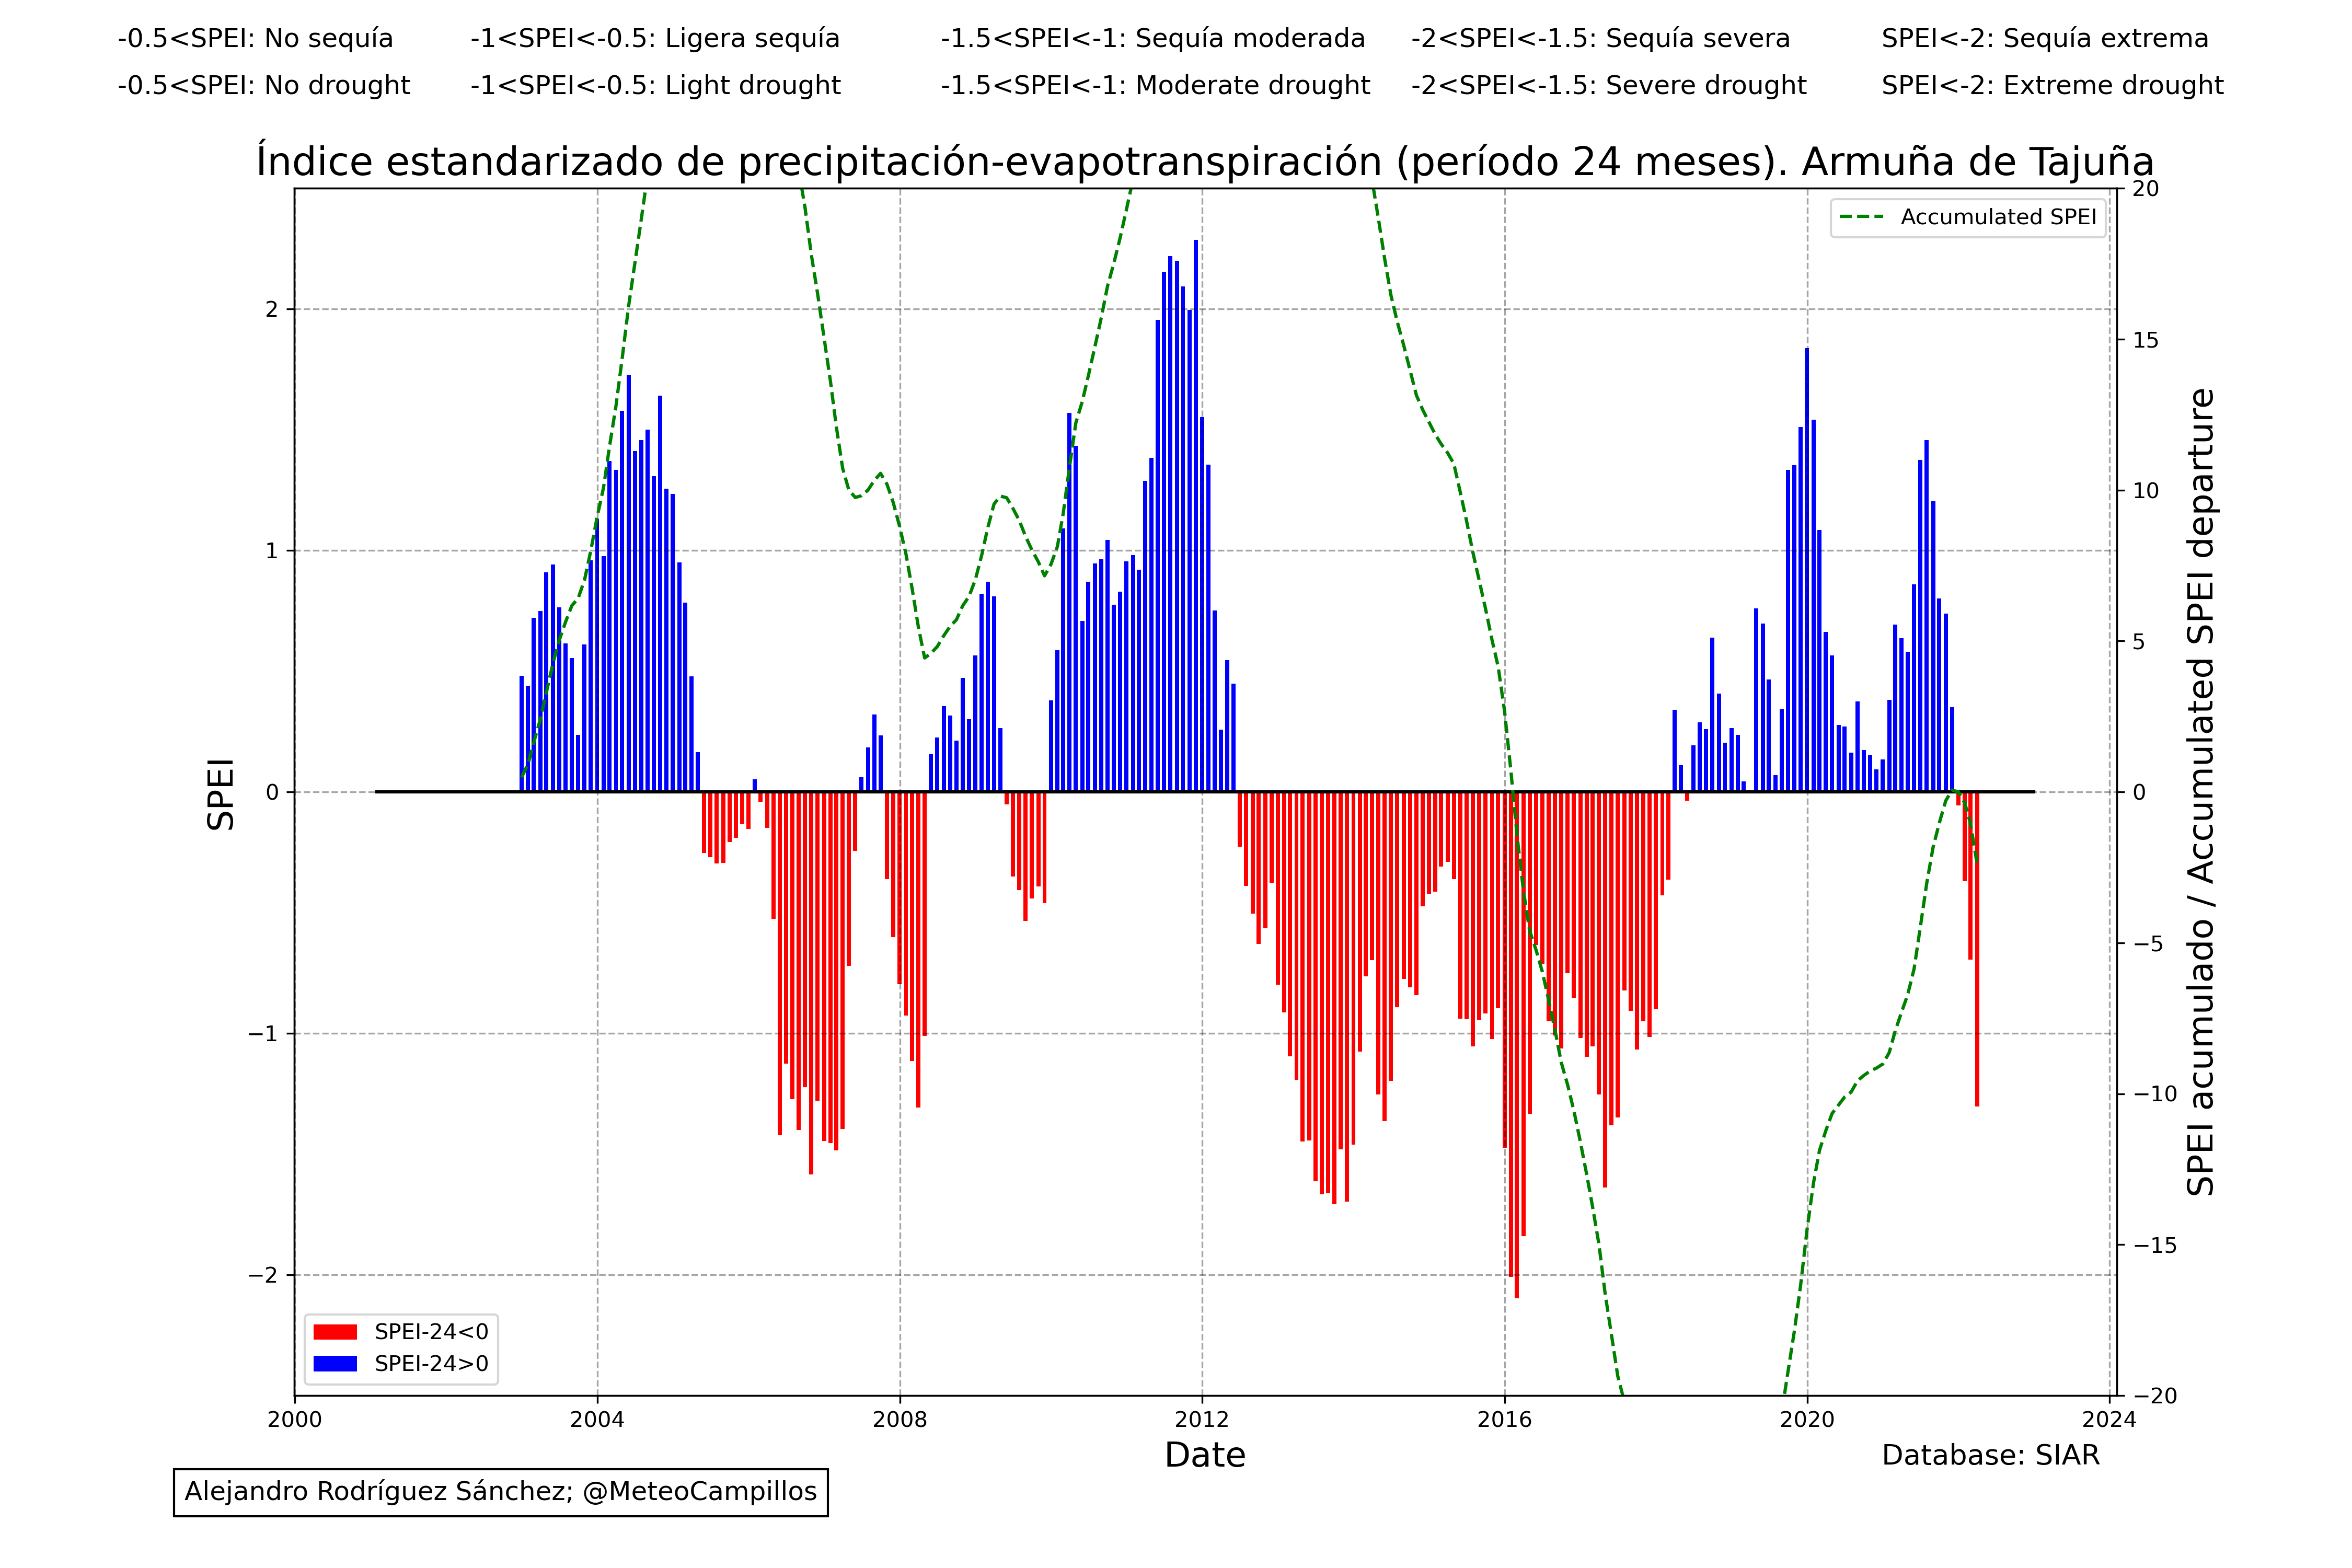 -0.5<SPEI: No sequía -1<SPEI<-0.5: Ligera sequía -1.5<SPEI<-1: Sequía moderada -2<SPEI<-1.5: Sequía severa SPEI<-2: Sequía extrema
-0.5<SPEI: No drought -1<SPEI<-0.5: Light drought -1.5<SPEI<-1: Moderate drought -2<SPEI<-1.5: Severe drought SPEI<-2: Extreme drought
Índice estandarizado de precipitación-evapotranspiración (período 24 meses). Armuña de Tajuña
Accumulated SPEI
SPEI
2
1
0
−1
−2
20
15
10
5
0
−5
−10
−15
−20
SPEI acumulado / Accumulated SPEI departure
SPEI-24<0
SPEI-24>0
2000 2004 2008 2012 2016 2020 2024
Date
Database: SIAR
Alejandro Rodríguez Sánchez; @MeteoCampillos